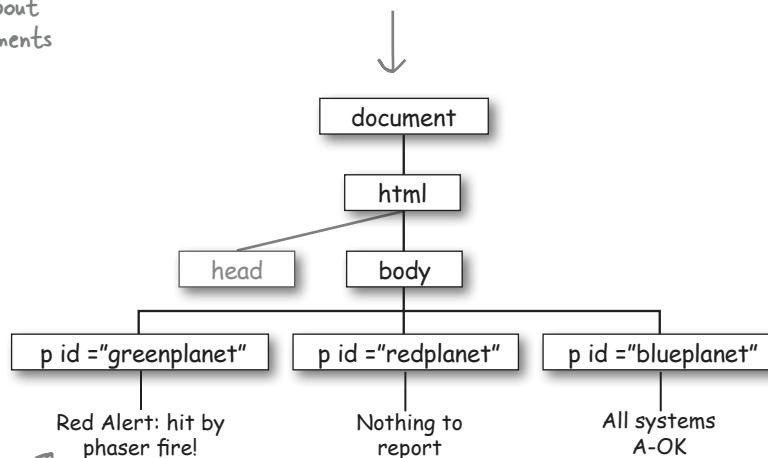 ments
document
html
head
body
p id ="greenplanet"
p id ="redplanet"
p id ="blueplanet"
Red Alert: hit by
phaser fire!
Nothing to
report
All systems
A-OK